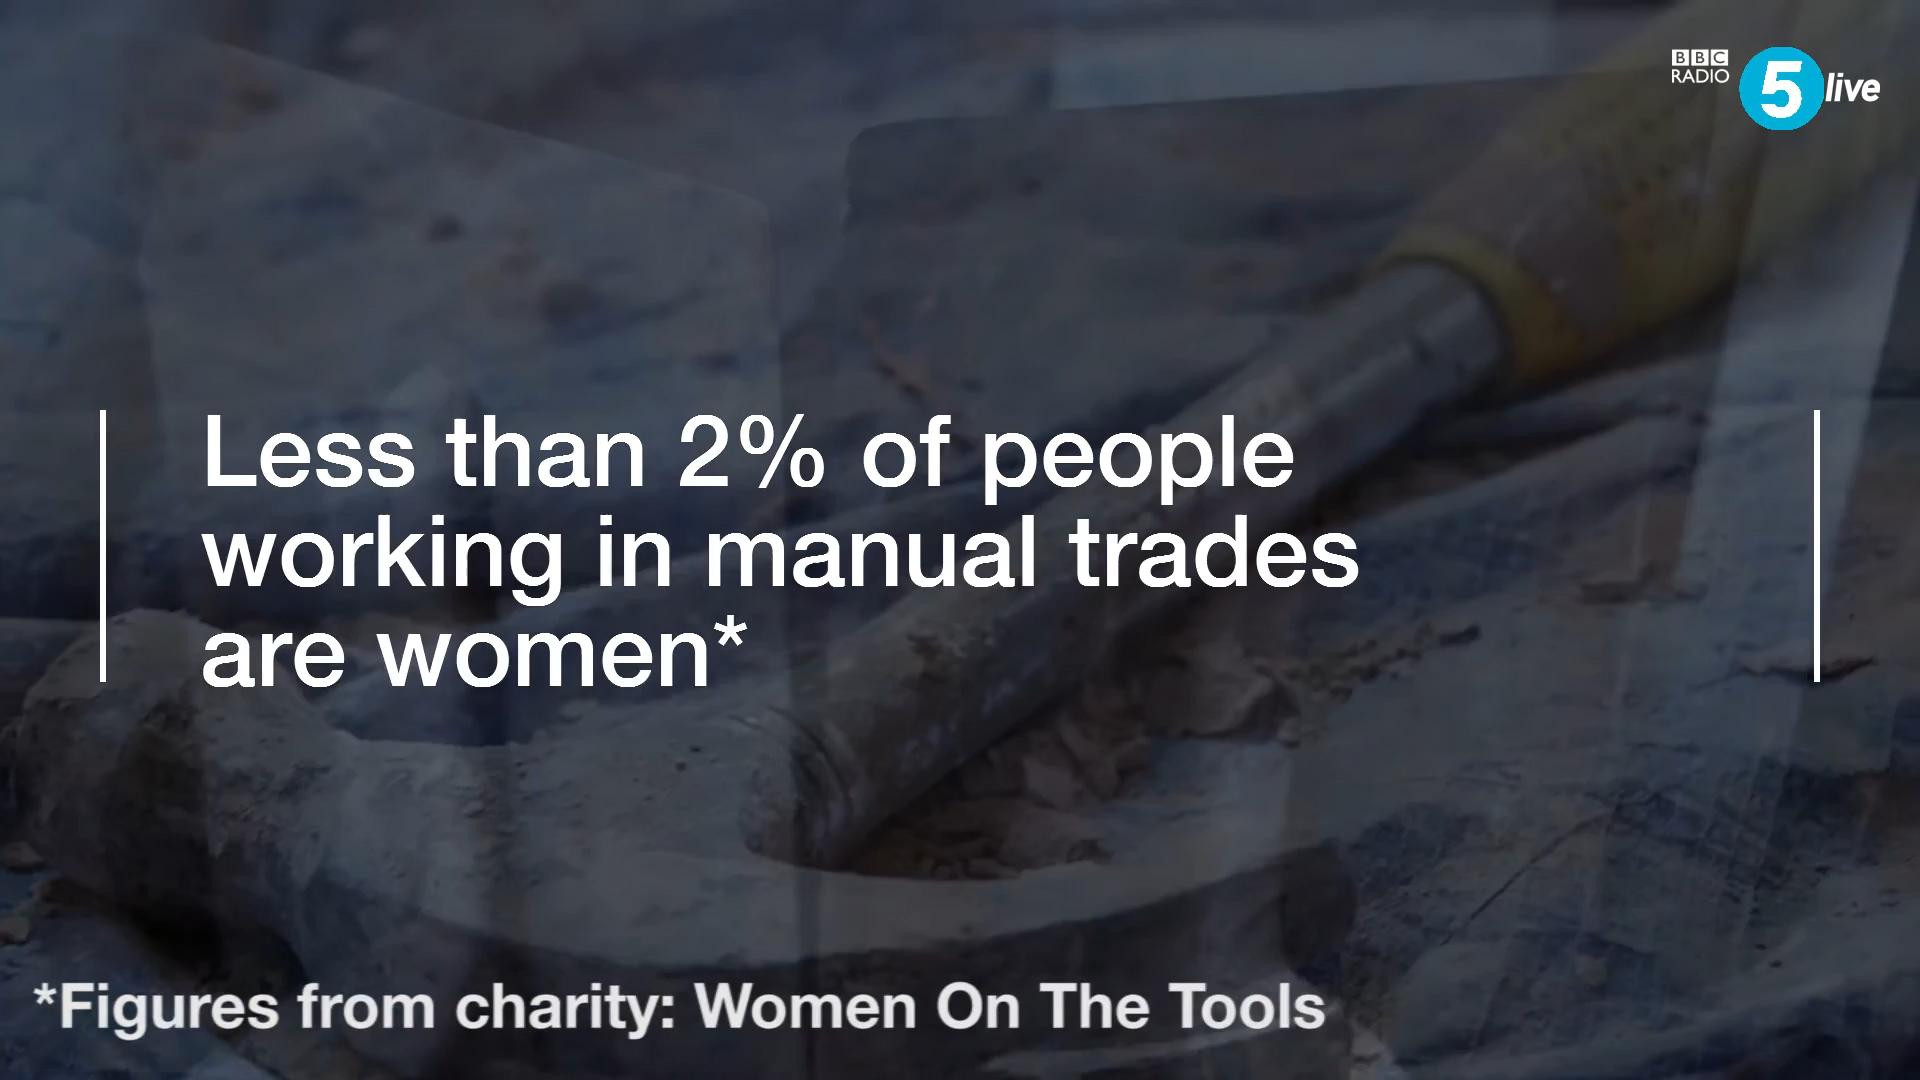 BBC
RADIO
5 live
Less than 2% of people
working in manual trades
are women*
*Figures from charity: Women On The Tools